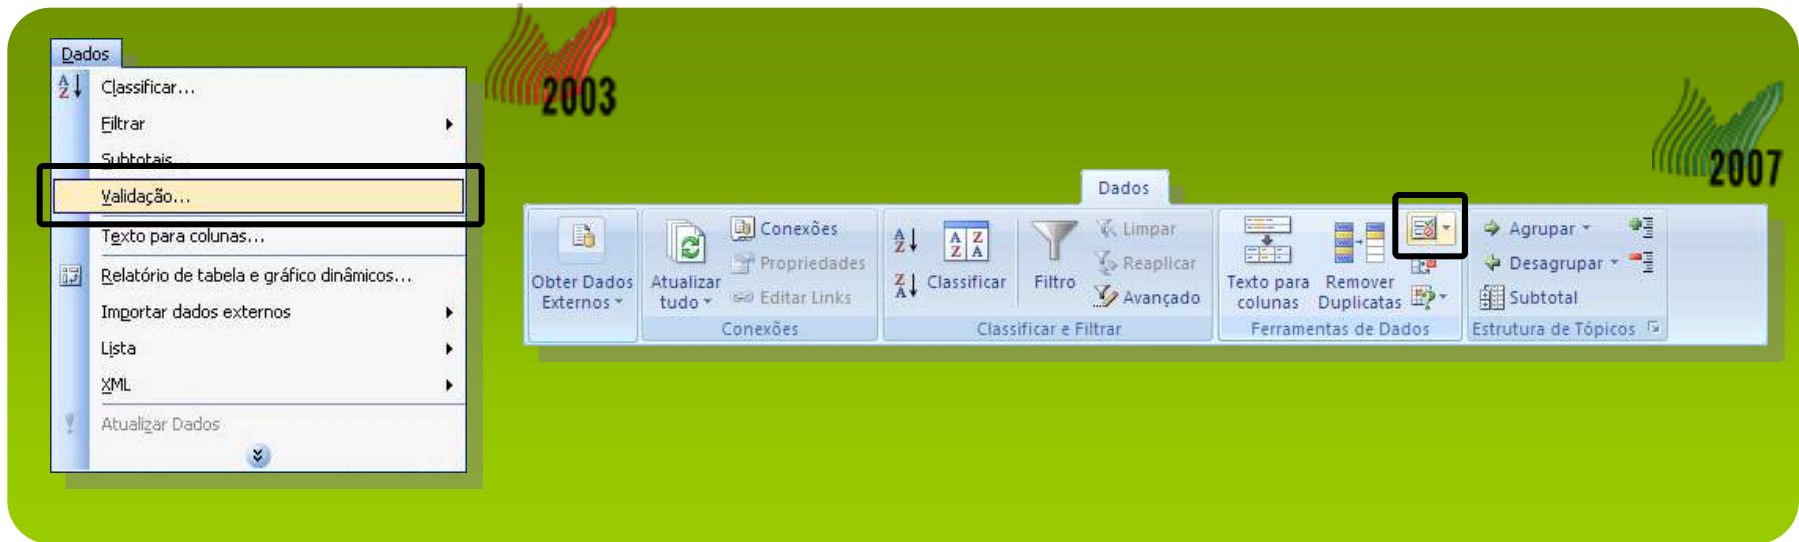 Dados
Classificar...
Filtrar
Subtotais...
Validação...
Texto para colunas...
Relatório de tabela e gráfico dinâmicos...
Importar dados externos
Lista
XML
Atualizar Dados
2003
2007
Dados
Obter Dados
Externos
Atualizar
tudo
Conexões
Propriedades
Editar Links
Conexões
Classificar
Filtro
Limpar
Reaplicar
Avançado
Classificar e Filtrar
Texto para
colunas
Remover
Duplicatas
Ferramentas de Dados
Agrupar
Desagrupar
Subtotal
Estrutura de Tópicos